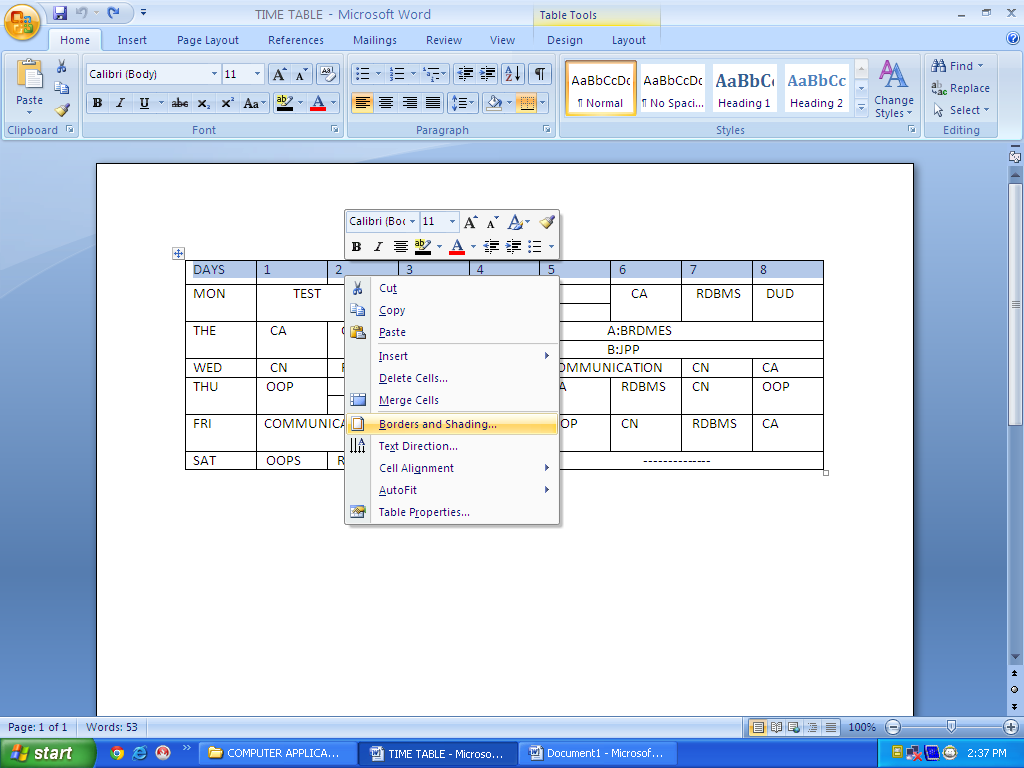 TIME TABLE - Microsoft Word
Table Tools
Home Insert Page Layout References Mailings Review View Design Layout
Paste
Calibri (Body) 11
B I U abc x₂ x² Aa
Normal
No Spaci...
Heading 1
Heading 2
Change Styles
Find
Replace
Select
Clipboard Font Paragraph Styles Editing
Calibri (Boc 11
B I
DAYS 1 2 3 4 5 6 7 8
MON TEST CA RDBMS DUD
THE CA A:BRDMES
B:JPP
WED CN OMMUNICATION CN CA
THU OOP RDBMS CN OOP
FRI COMMUNICA OP CN RDBMS CA
SAT OOPS R --------------
Cut
Copy
Paste
Insert
Delete Cells...
Merge Cells
Borders and Shading...
Text Direction...
Cell Alignment
AutoFit
Table Properties...
Page: 1 of 1 Words: 53 100%
start COMPUTER APPLICA... TIME TABLE - Microso... Document1 - Microsof... 2:37 PM